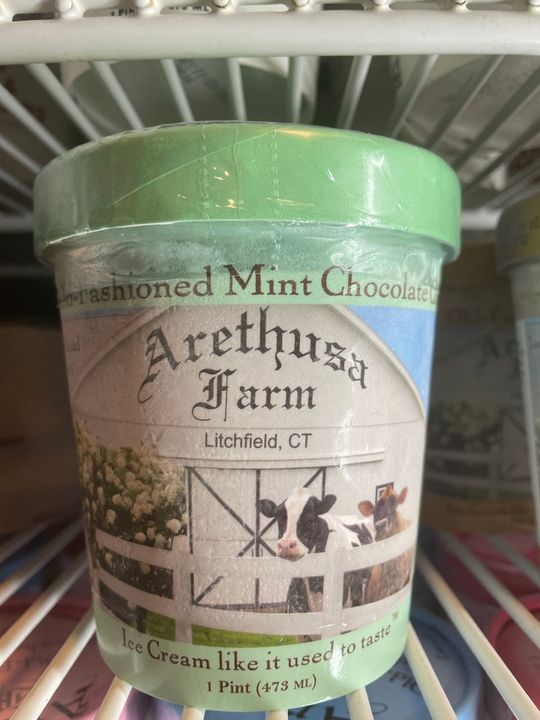 Fashioned Mint Chocolate
Arethusa
Farm
Litchfield, CT
Ice Cream like it used to taste™
1 Pint (473 ML)